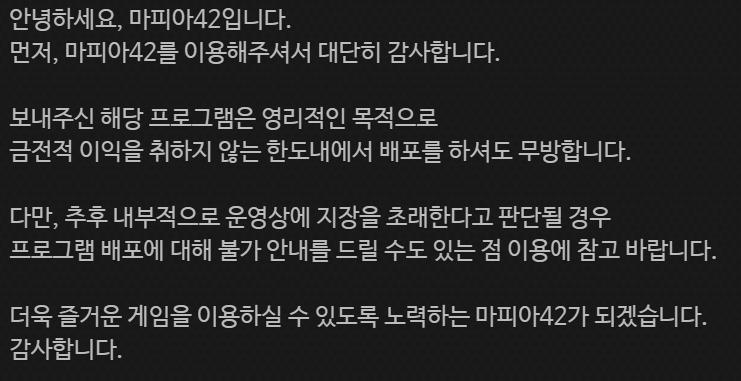 안녕하세요, 마피아42입니다.
먼저, 마피아42를 이용해주셔서 대단히 감사합니다.
보내주신 해당 프로그램은 영리적인 목적으로
금전적 이익을 취하지 않는 한도내에서 배포를 하셔도 무방합니다.
다만, 추후 내부적으로 운영상에 지장을 초래한다고 판단될 경우
프로그램 배포에 대해 불가 안내를 드릴 수도 있는 점 이용에 참고 바랍니다.
더욱 즐거운 게임을 이용하실 수 있도록 노력하는 마피아42가 되겠습니다.
감사합니다.